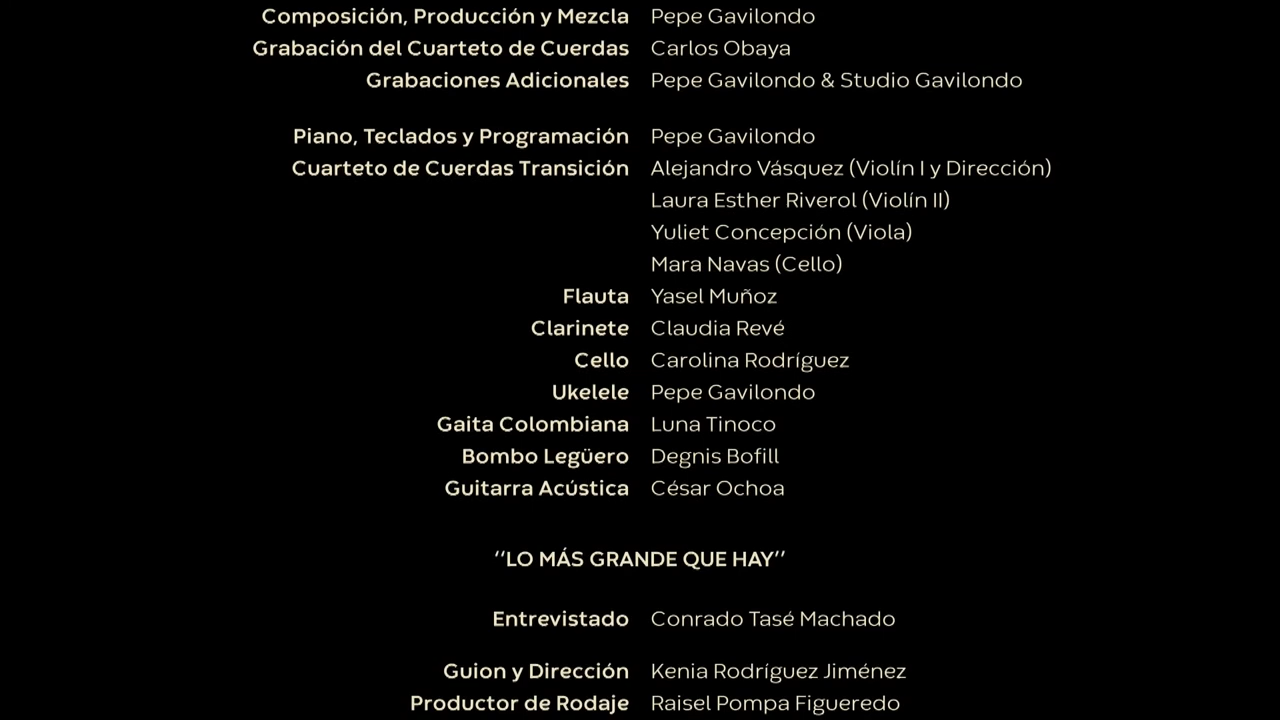 Composición, Producción y Mezcla Pepe Gavilondo
Grabación del Cuarteto de Cuerdas Carlos Obaya
Grabaciones Adicionales Pepe Gavilondo & Studio Gavilondo
Piano, Teclados y Programación Pepe Gavilondo
Cuarteto de Cuerdas Transición Alejandro Vásquez (Violín I y Dirección)
Laura Esther Riverol (Violín II)
Yuliet Concepción (Viola)
Mara Navas (Cello)
Flauta Yasel Muñoz
Clarinete Claudia Revé
Cello Carolina Rodríguez
Ukelele Pepe Gavilondo
Gaita Colombiana Luna Tinoco
Bombo Legüero Degnis Bofill
Guitarra Acústica César Ochoa
‘‘LO MÁS GRANDE QUE HAY’’
Entrevistado Conrado Tasé Machado
Guion y Dirección Kenia Rodríguez Jiménez
Productor de Rodaje Raisel Pompa Figueredo